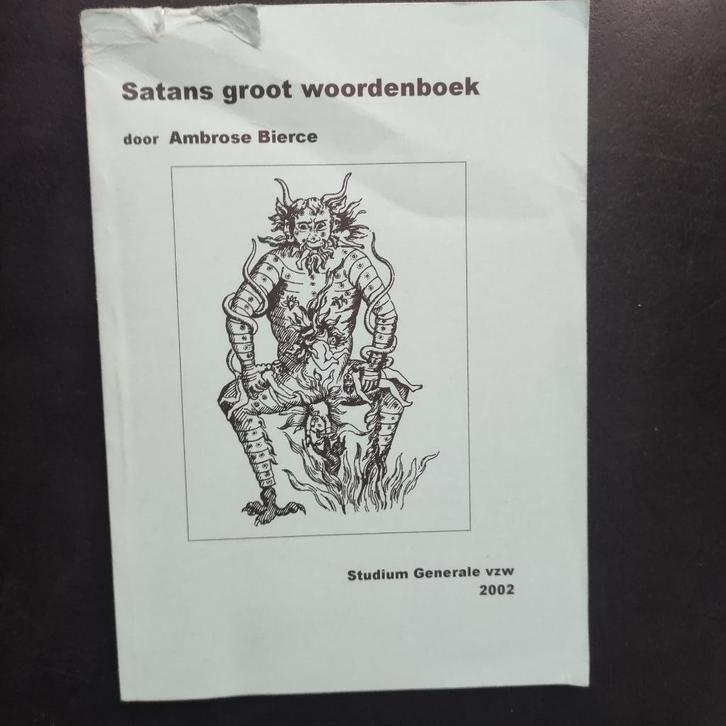 Satans groot woordenboek
door Ambrose Bierce
Studium Generale vzw
2002